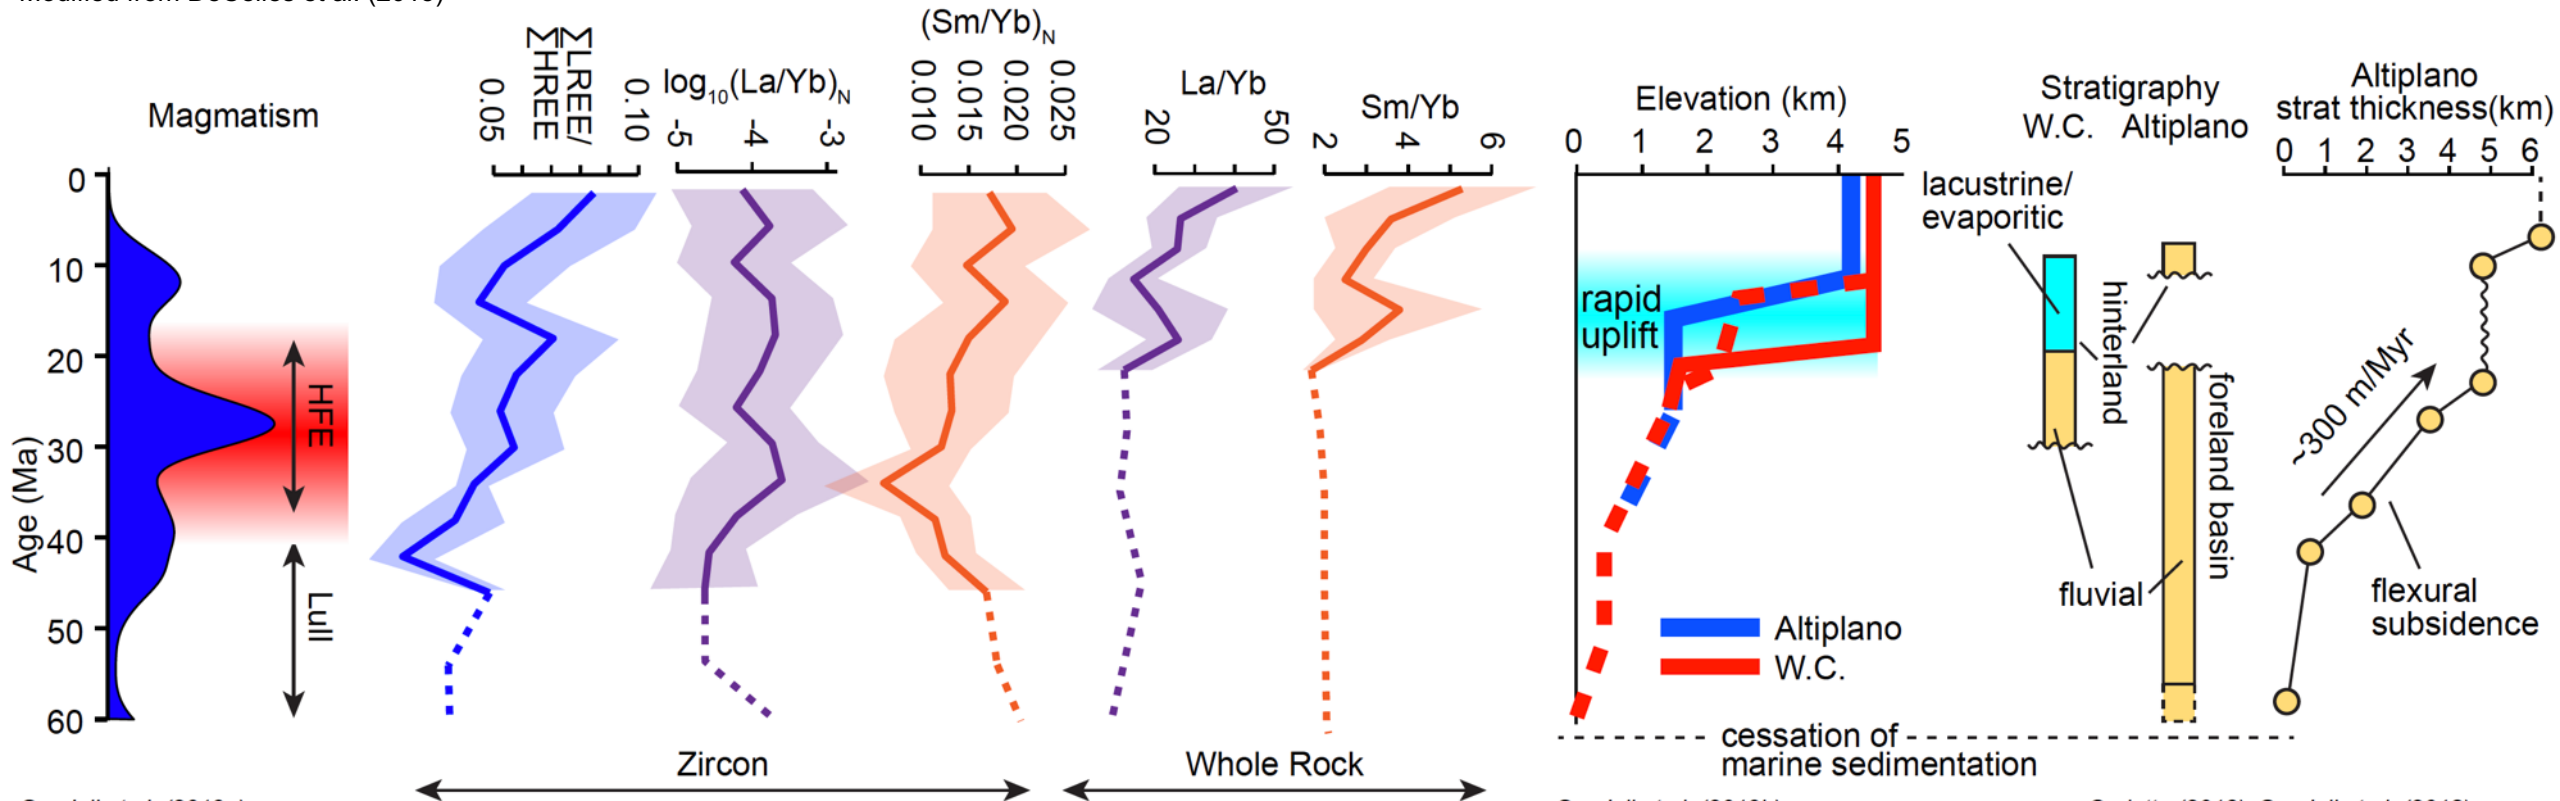 Magmatism
∑LREE/
∑HREE
0.05
0.10
log10(La/Yb)N
-5
-4
-3
(Sm/Yb)N
0.010
0.015
0.020
0.025
La/Yb
20
50
Sm/Yb
2
4
6
Elevation (km)
0
1
2
3
4
5
Stratigraphy
W.C.
Altiplano
Altiplano
strat thickness(km)
0
1
2
3
4
5
6
Age (Ma)
0
10
20
30
40
50
60
HFE
Lull
rapid
uplift
Altiplano
W.C.
lacustrine/
evaporitic
hinterland
foreland basin
fluvial
~300 m/Myr
flexural
subsidence
cessation of
marine sedimentation
Zircon
Whole Rock